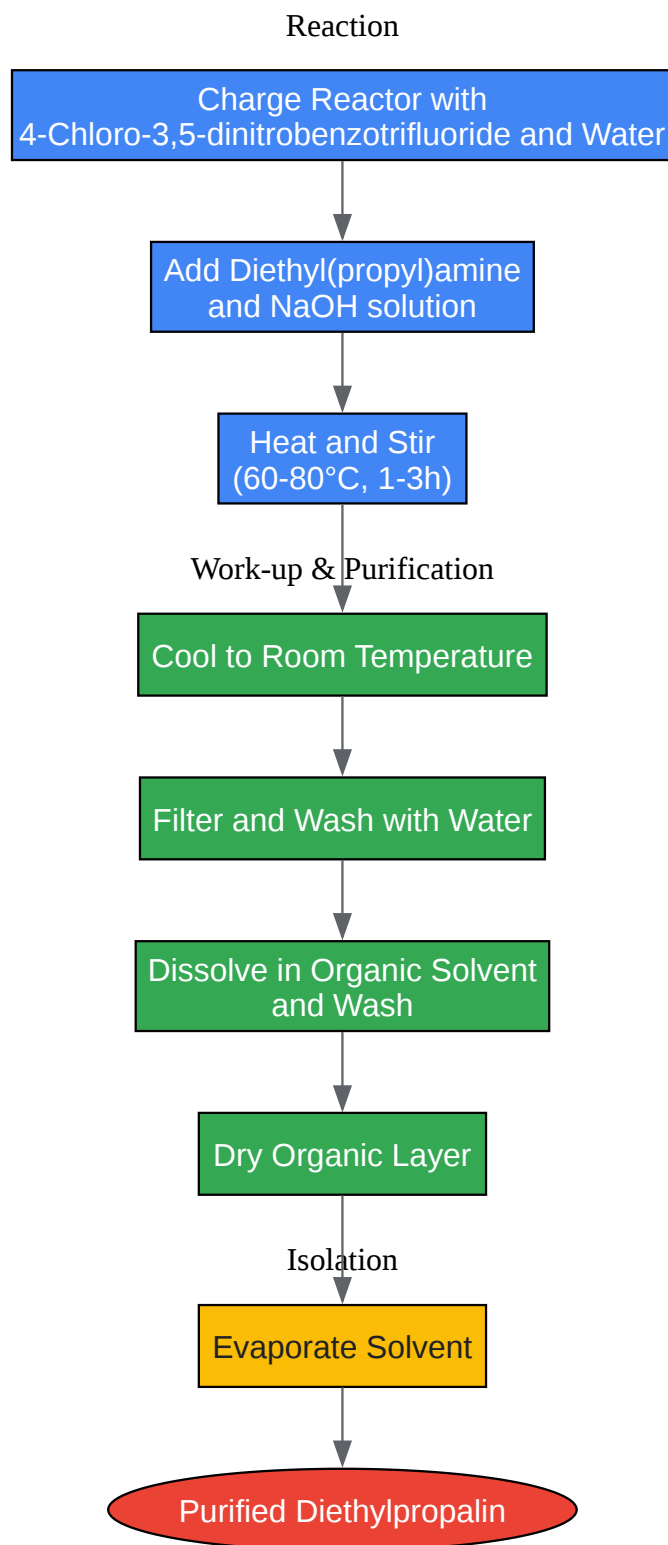 Reaction
Charge Reactor with
4-Chloro-3,5-dinitrobenzotrifluoride and Water
Add Diethyl(propyl)amine
and NaOH solution
Heat and Stir
(60-80°C, 1-3h)
Work-up & Purification
Cool to Room Temperature
Filter and Wash with Water
Dissolve in Organic Solvent
and Wash
Dry Organic Layer
Isolation
Evaporate Solvent
Purified Diethylpropalin